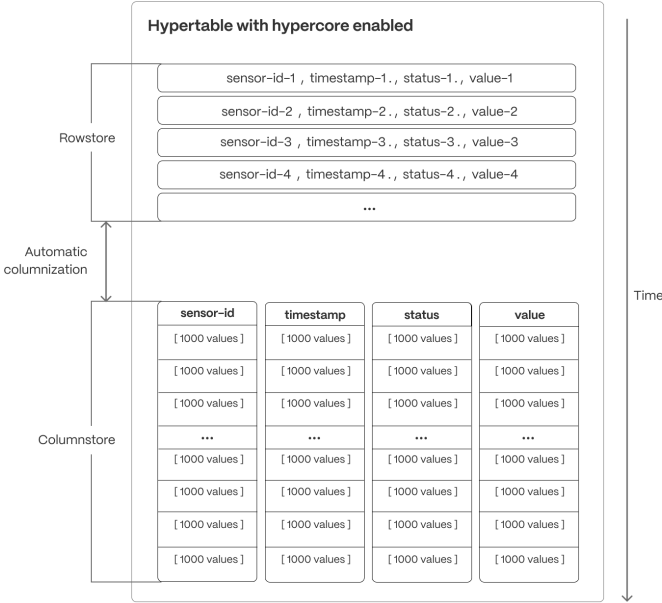 Hypertable with hypercore enabled
sensor-id-1 , timestamp-1 . , status-1 . , value-1
sensor-id-2 , timestamp-2 . , status-2 . , value-2
Rowstore
sensor-id-3 , timestamp-3 . , status-3 . , value-3
sensor-id-4 , timestamp-4 . , status-4 . , value-4
...
Automatic
columnization
Time
sensor-id timestamp status value
[ 1000 values ] [ 1000 values ] [ 1000 values ] [ 1000 values ]
[ 1000 values ] [ 1000 values ] [ 1000 values ] [ 1000 values ]
[ 1000 values ] [ 1000 values ] [ 1000 values ] [ 1000 values ]
Columnstore
... ... ... ...
[ 1000 values ] [ 1000 values ] [ 1000 values ] [ 1000 values ]
[ 1000 values ] [ 1000 values ] [ 1000 values ] [ 1000 values ]
[ 1000 values ] [ 1000 values ] [ 1000 values ] [ 1000 values ]
[ 1000 values ] [ 1000 values ] [ 1000 values ] [ 1000 values ]